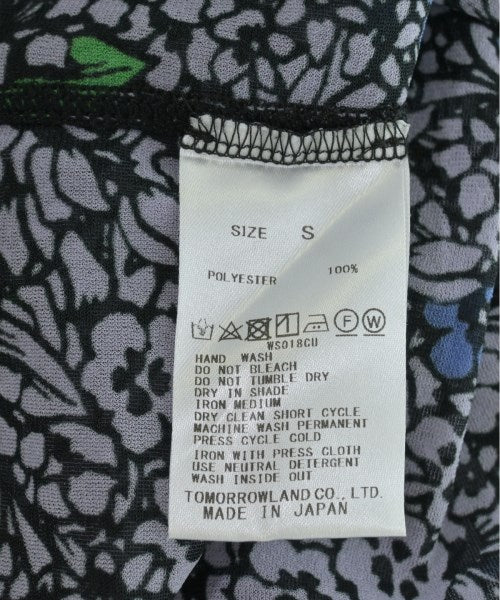 SIZE S
POLYESTER 100%
F W
WS018CU
HAND WASH
DO NOT BLEACH
DO NOT TUMBLE DRY
DRY IN SHADE
IRON MEDIUM
DRY CLEAN SHORT CYCLE
MACHINE WASH PERMANENT
PRESS CYCLE COLD
IRON WITH PRESS CLOTH
USE NEUTRAL DETERGENT
WASH INSIDE OUT
TOMORROWLAND CO., LTD.
MADE IN JAPAN